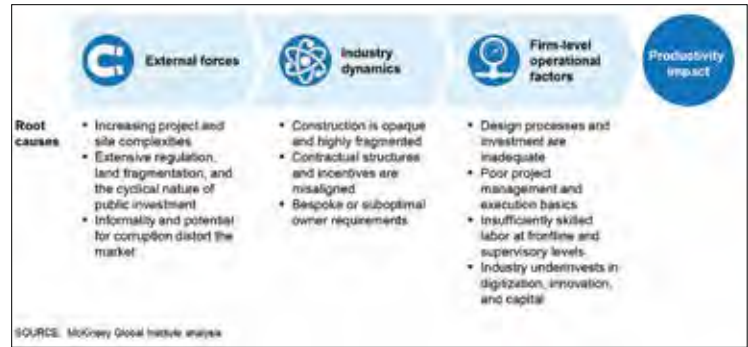 External forces
Industry
dynamics
Firm-level
operational
factors
Productivity
impact
Root
causes
• Increasing project and
site complexities
• Extensive regulation,
land fragmentation, and
the cyclical nature of
public investment
• Informality and potential
for corruption distort the
market
• Construction is opaque
and highly fragmented
• Contractual structures
and incentives are
misaligned
• Bespoke or suboptimal
owner requirements
• Design processes and
investment are
inadequate
• Poor project
management and
execution basics
• Insufficiently skilled
labor at frontline and
supervisory levels
• Industry underinvests in
digitization, innovation,
and capital
SOURCE: McKinsey Global Institute analysis